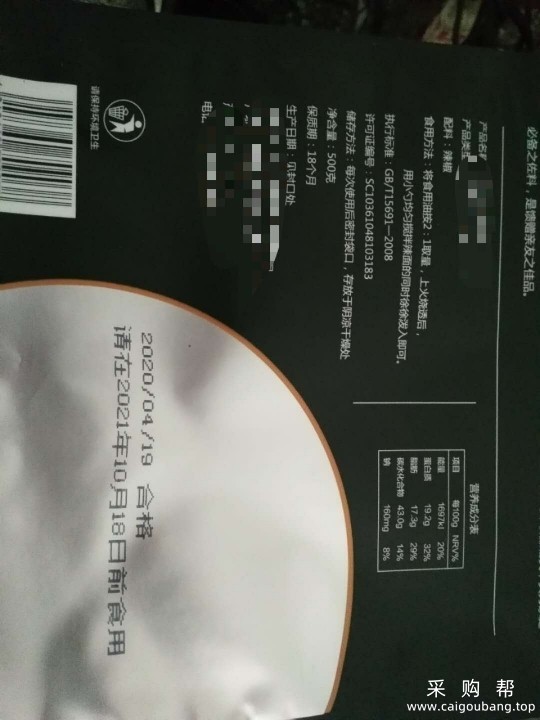 必备之佐料，是馈赠亲友之佳品。
产品名
产品类
配料：辣椒
食用方法：将食用油按2：1取量，上火烧透后，
用小勺均匀搅拌辣面的同时徐徐泼入即可。
执行标准：GB/T15691—2008
许可证编号：SC10361048103183
储存方法：每次使用后密封袋口，存放于阴凉干燥处
净含量：500克
保质期：18个月
生产日期：见封口处
电
请保持环境卫生
营养成分表
项目 每100g NRV%
能量 1697kJ 20%
蛋白质 19.2g 32%
脂肪 17.3g 29%
碳水化合物 43.0g 14%
钠 160mg 8%
2020/04/19 合格
请在2021年10月18日前食用
采购帮
www.caigoubang.top